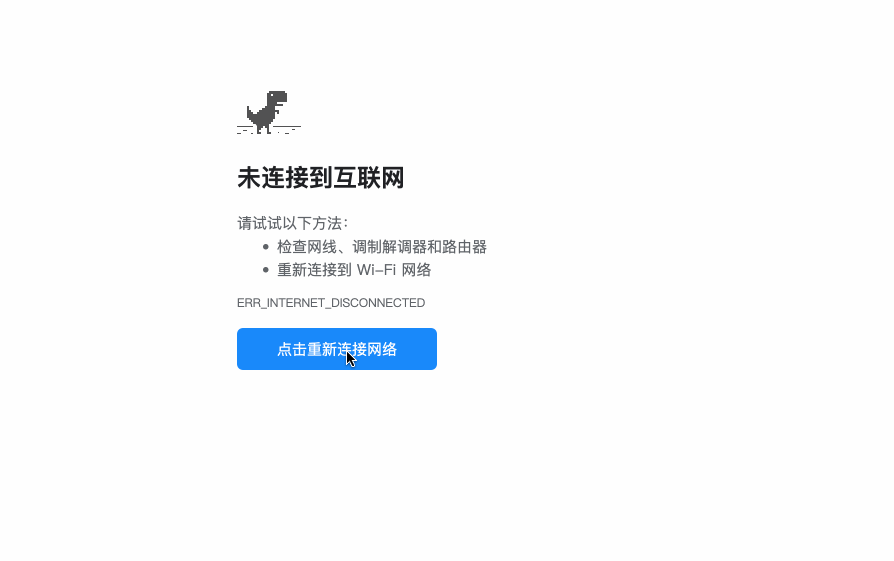 未连接到互联网
请试试以下方法：
• 检查网线、调制解调器和路由器
• 重新连接到 Wi-Fi 网络
ERR_INTERNET_DISCONNECTED
点击重新连接网络